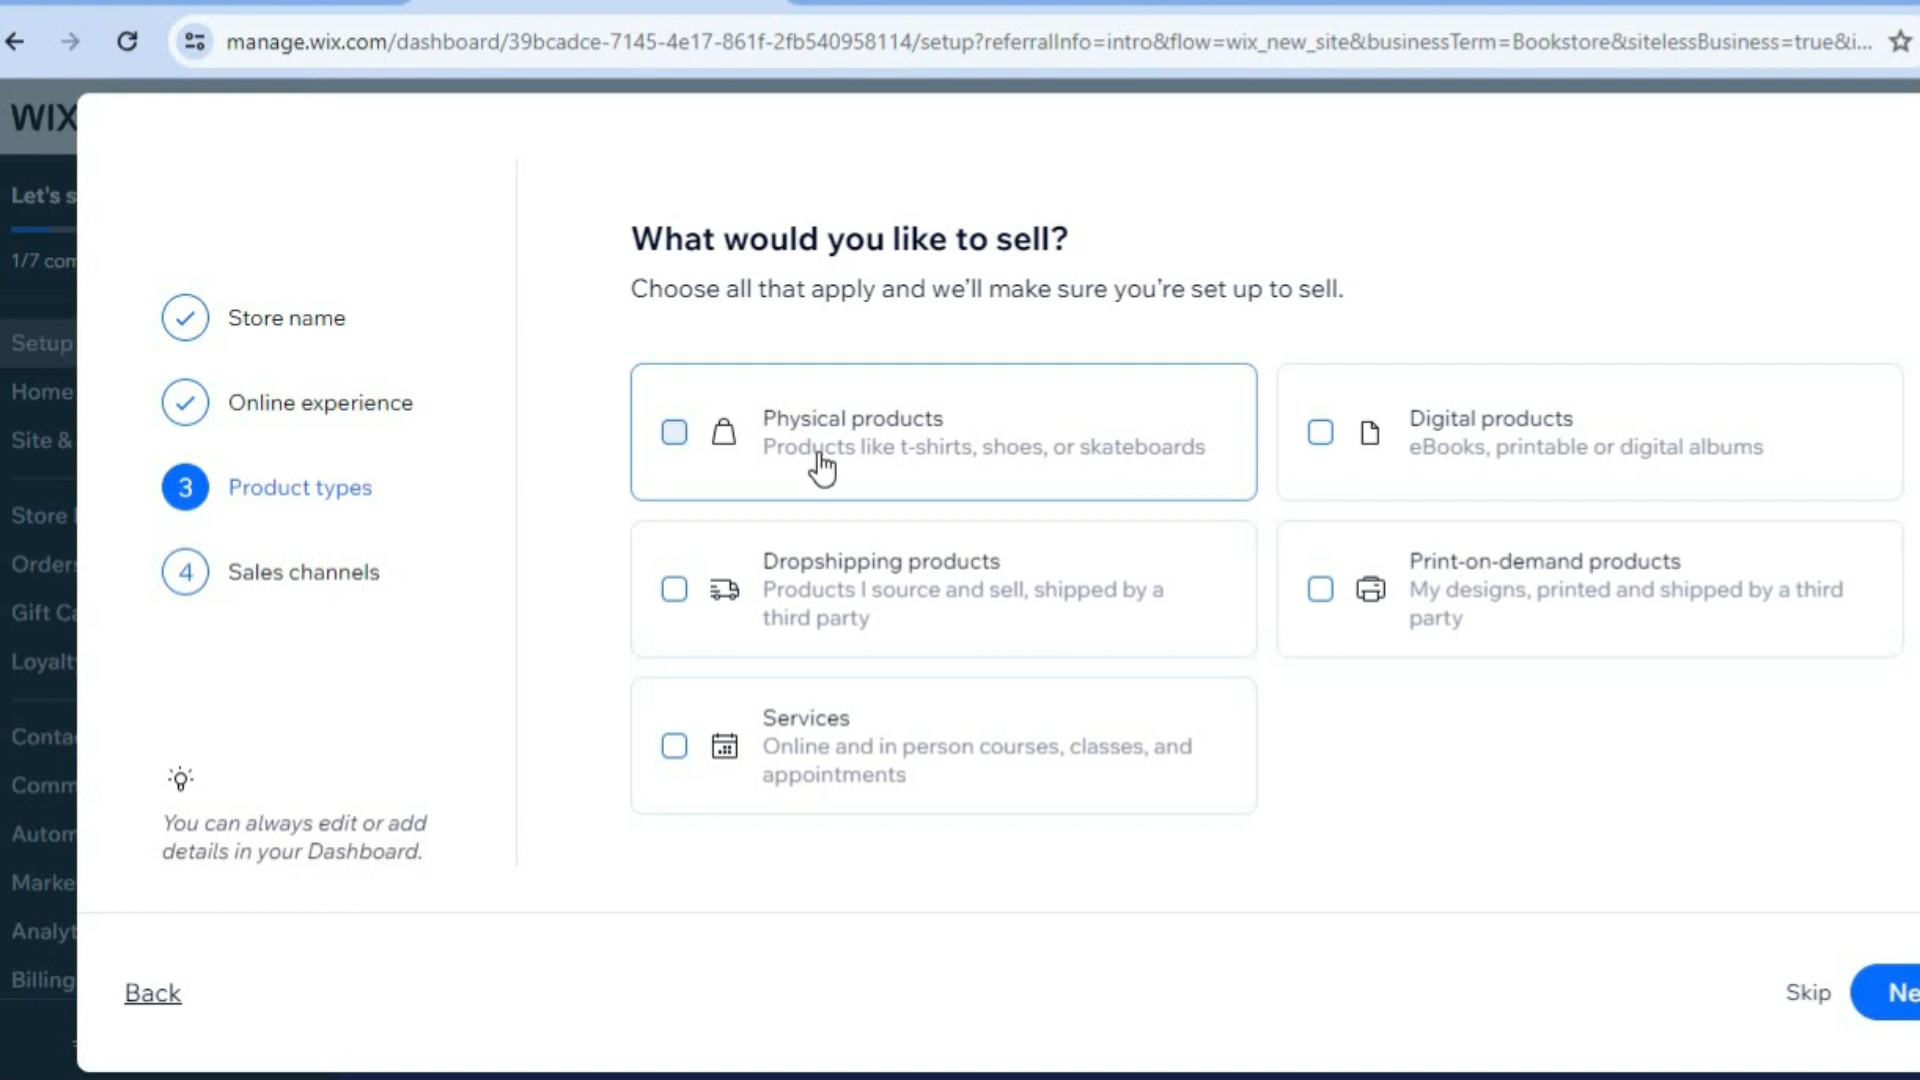 manage.wix.com/dashboard/39bcadce-7145-4e17-861f-2fb540958114/setup?referralInfo=intro&flow=wix_new_site&businessTerm=Bookstore&sitelessBusiness=true&i...
WIX
Let's s
1/7 com
Setup
Home
Site &
Store
Orders
Gift Ca
Loyalt
Conta
Comm
Autom
Marke
Analyt
Billing
Store name
Online experience
3 Product types
4 Sales channels
You can always edit or add
details in your Dashboard.
What would you like to sell?
Choose all that apply and we'll make sure you're set up to sell.
Physical products
Products like t-shirts, shoes, or skateboards
Digital products
eBooks, printable or digital albums
Dropshipping products
Products I source and sell, shipped by a
third party
Print-on-demand products
My designs, printed and shipped by a third
party
Services
Online and in person courses, classes, and
appointments
Back
Skip
Ne